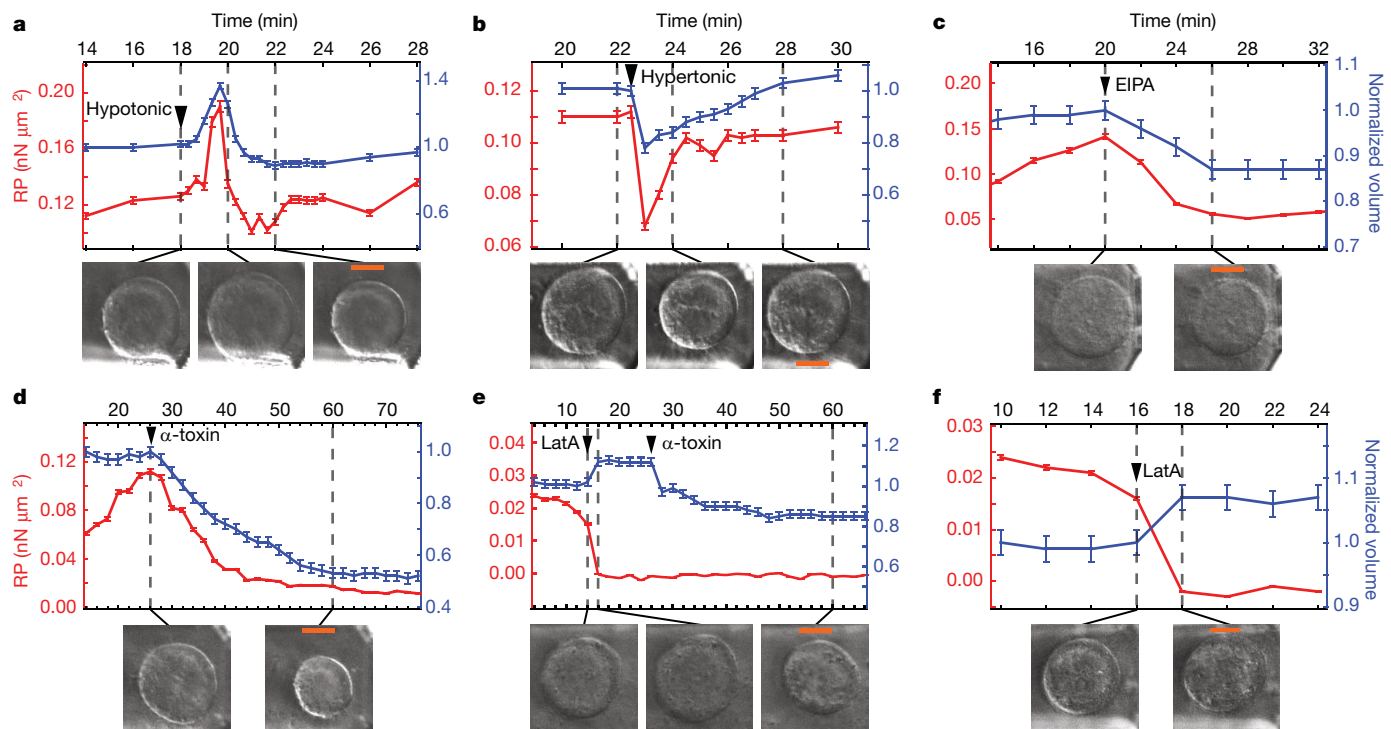 Time (min) Time (min) Time (min)
a b c
14 16 18 20 22 24 26 28 20 22 24 26 28 30 16 20 24 28 32
RP (nN µm⁻²)
0.20 0.16 0.12
Hypotonic
1.4 1.0 0.6
0.12 0.10 0.08 0.06
Hypertonic
1.0 0.8 0.6
0.20 0.15 0.10 0.05
EIPA
1.1 1.0 0.9 0.8 0.7
Normalized volume
d e f
20 30 40 50 60 70 10 20 30 40 50 60 10 12 14 16 18 20 22 24
RP (nN µm⁻²)
0.12 0.08 0.04 0.00
α-toxin
1.0 0.8 0.6 0.4
0.04 0.03 0.02 0.01 0.00
LatA α-toxin
1.2 1.0 0.8 0.6
0.03 0.02 0.01 0.00
LatA
1.1 1.0 0.9
Normalized volume